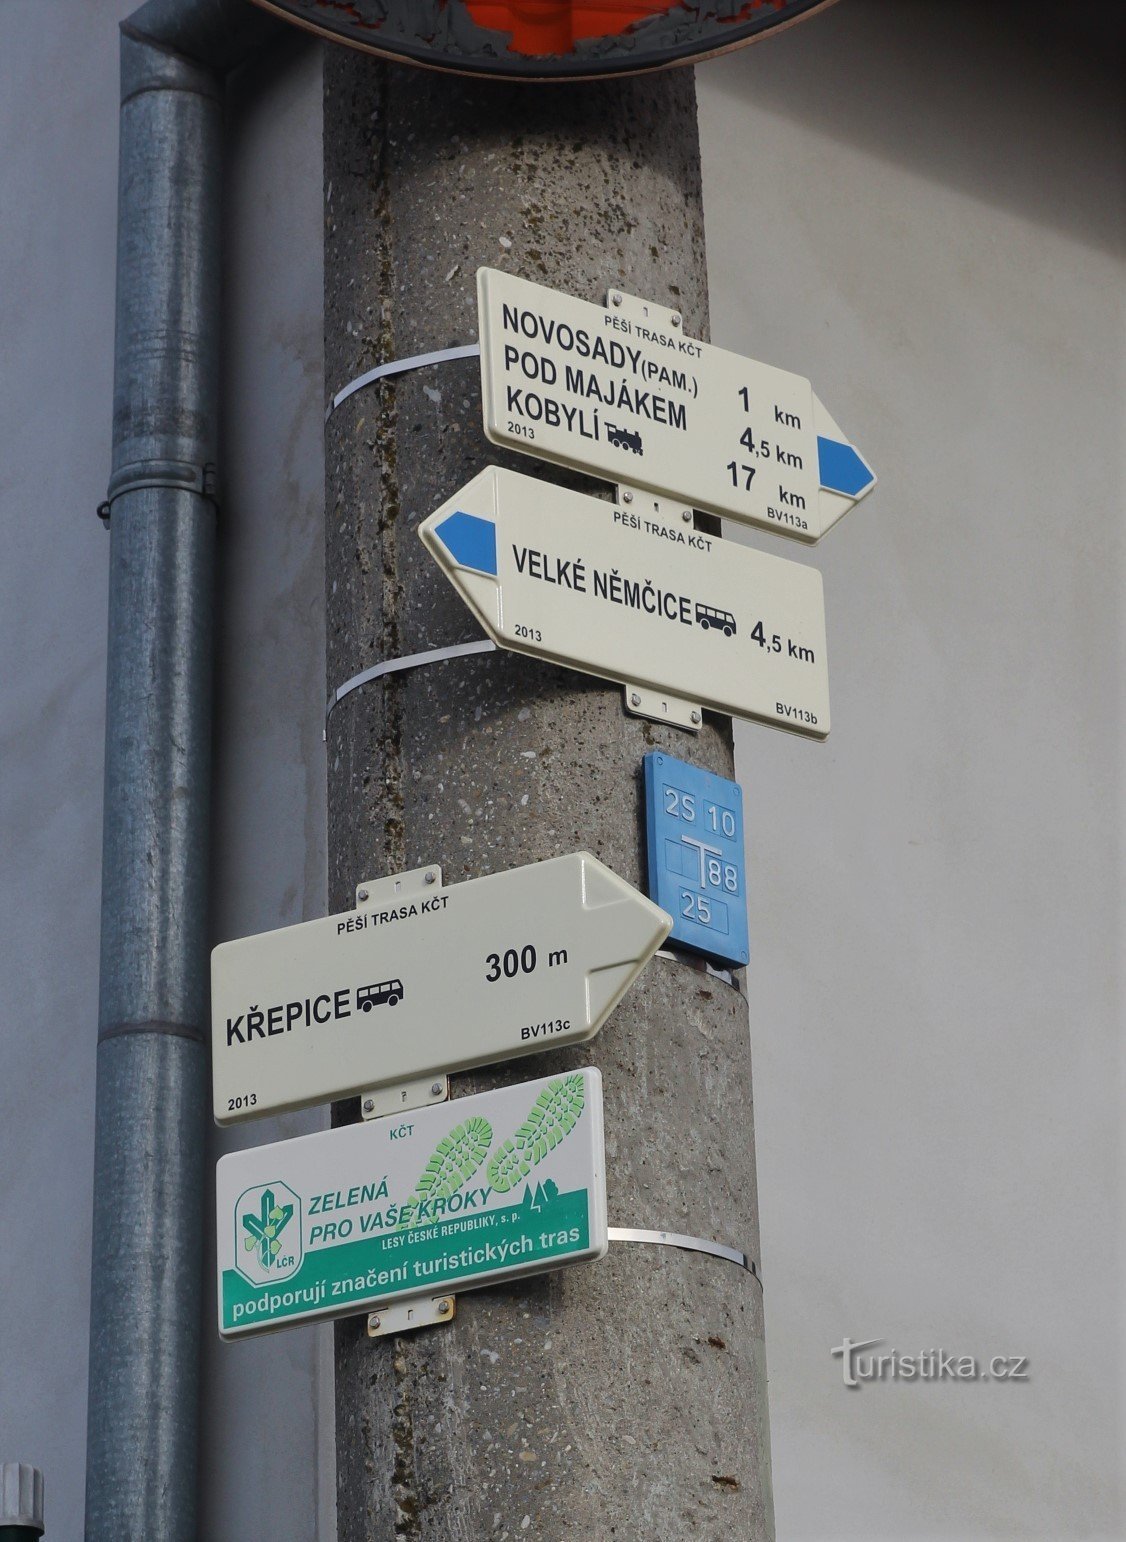 PĚŠÍ TRASA KČT
NOVOSADY(PAM.) 1 km
POD MAJÁKEM 4,5 km
KOBYLÍ 17 km
2013 BV113a
PĚŠÍ TRASA KČT
VELKÉ NĚMČICE 4,5 km
2013 BV113b
2S 10
T 88
25
PĚŠÍ TRASA KČT
KŘEPICE 300 m
2013 BV113c
KČT
ZELENÁ
PRO VAŠE KROKY
LESY ČESKÉ REPUBLIKY, s. p.
LČR
podporují značení turistických tras
Turistika.cz